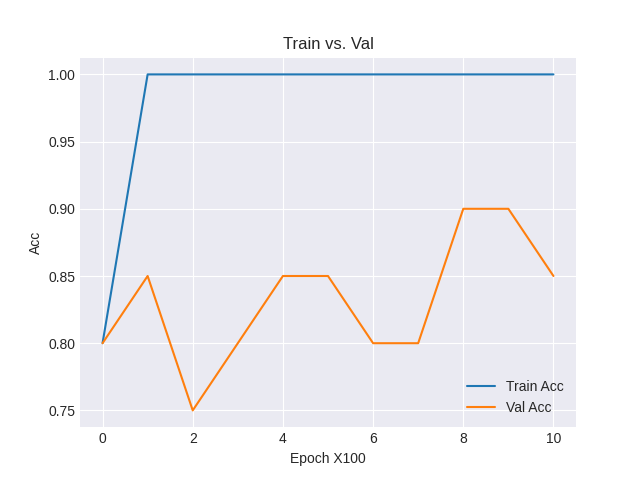 Train vs. Val
1.00
0.95
0.90
0.85
0.80
0.75
Acc
Train Acc
Val Acc
0 2 4 6 8 10
Epoch X100